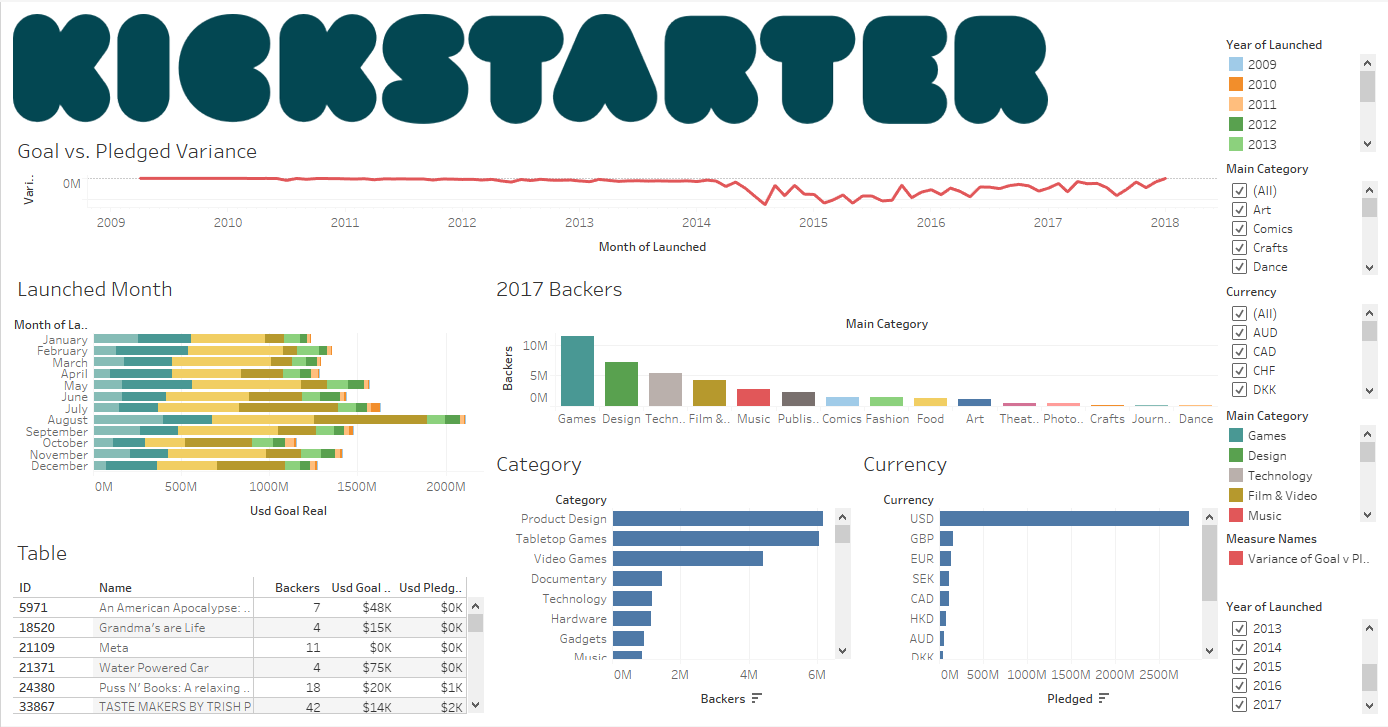 KICKSTARTER
Goal vs. Pledged Variance
Vari..
0M
2009 2010 2011 2012 2013 2014 2015 2016 2017 2018
Month of Launched
Launched Month
Month of La..
January
February
March
April
May
June
July
August
September
October
November
December
0M 500M 1000M 1500M 2000M
Usd Goal Real
2017 Backers
Main Category
Backers
10M
5M
0M
Games Design Techn.. Film &.. Music Publis.. Comics Fashion Food Art Theat.. Photo.. Crafts Journ.. Dance
Category
Category
Product Design
Tabletop Games
Video Games
Documentary
Technology
Hardware
Gadgets
Music
0M 2M 4M 6M
Backers
Currency
Currency
USD
GBP
EUR
SEK
CAD
HKD
AUD
DKK
0M 500M 1000M 1500M 2000M 2500M
Pledged
Table
ID Name Backers Usd Goal .. Usd Pledg..
5971 An American Apocalypse: .. 7 $48K $0K
18520 Grandma's are Life 4 $15K $0K
21109 Meta 11 $0K $0K
21371 Water Powered Car 4 $75K $0K
24380 Puss N' Books: A relaxing .. 18 $20K $1K
33867 TASTE MAKERS BY TRISH P 42 $14K $2K
Year of Launched
2009
2010
2011
2012
2013
Main Category
(All)
Art
Comics
Crafts
Dance
Currency
(All)
AUD
CAD
CHF
DKK
Main Category
Games
Design
Technology
Film & Video
Music
Measure Names
Variance of Goal v Pl..
Year of Launched
2013
2014
2015
2016
2017